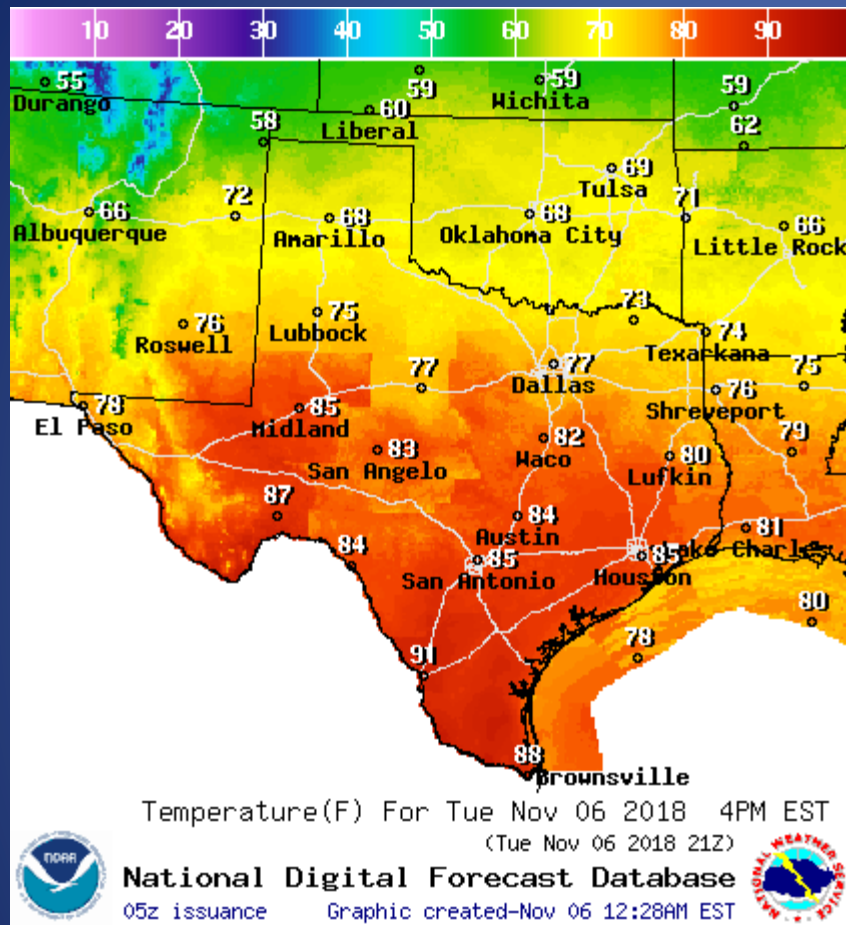 10 20 30 40 50 60 70 80 90
55
Durango
59
59
Wichita
59
60
Liberal
58
62
69
Tulsa
72
66
Albuquerque
68
Amarillo
68
Oklahoma City
71
66
Little Rock
76
Roswell
75
Lubbock
73
74
Texarkana
77
77
Dallas
75
76
Shreveport
78
El Paso
85
Midland
83
San Angelo
82
Waco
80
Lufkin
79
87
84
Austin
81
Lake Charles
84
85
San Antonio
85
Houston
80
78
91
88
Brownsville
Temperature(F) For Tue Nov 06 2018 4PM EST
(Tue Nov 06 2018 21Z)
National Digital Forecast Database
05z issuance Graphic created-Nov 06 12:28AM EST
NOAA
NATIONAL WEATHER SERVICE